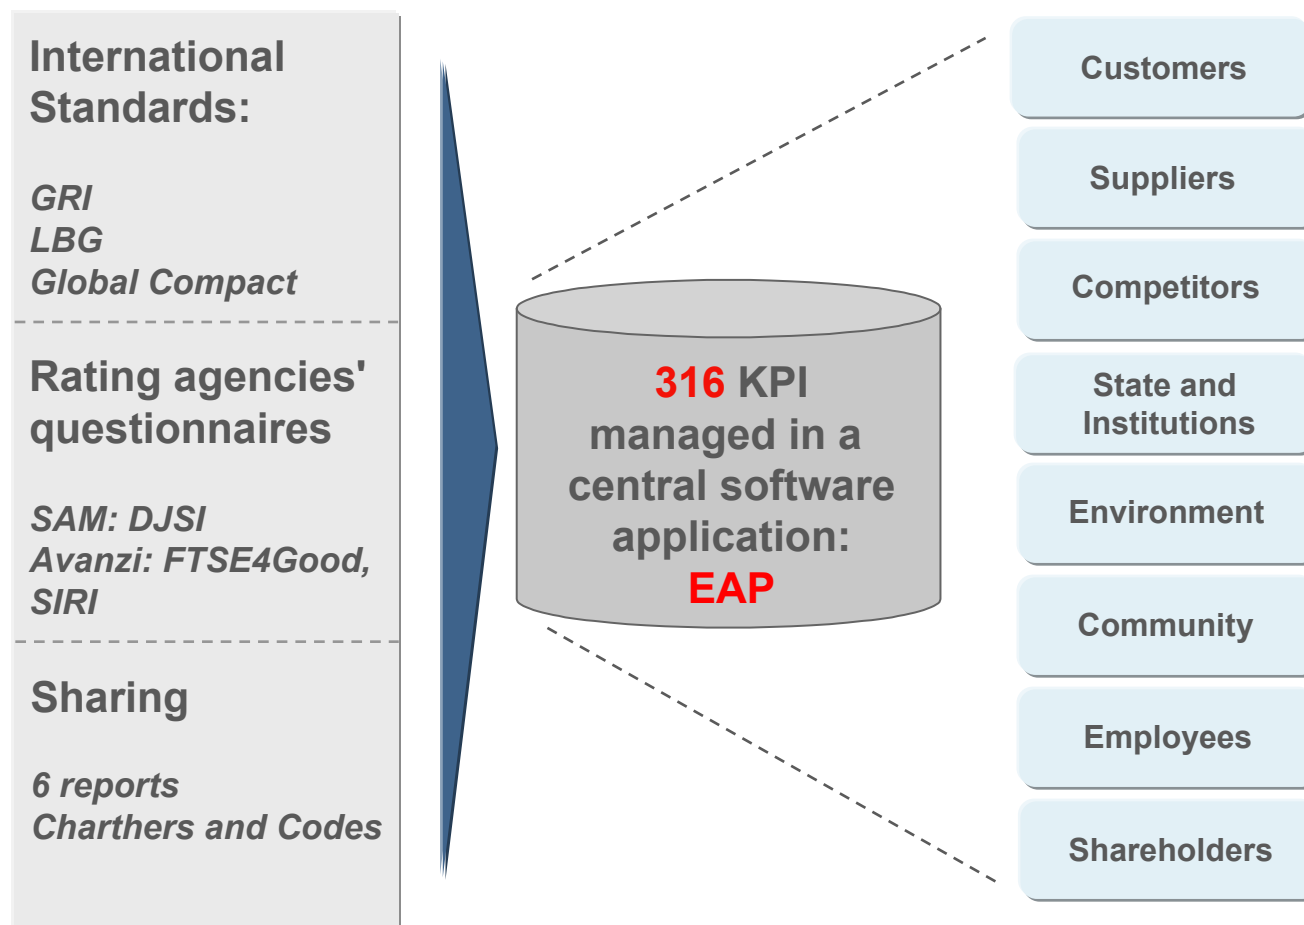 International
Standards:
GRI
LBG
Global Compact
Rating agencies'
questionnaires
SAM: DJSI
Avanzi: FTSE4Good,
SIRI
Sharing
6 reports
Charthers and Codes
316 KPI
managed in a
central software
application:
EAP
Customers
Suppliers
Competitors
State and
Institutions
Environment
Community
Employees
Shareholders